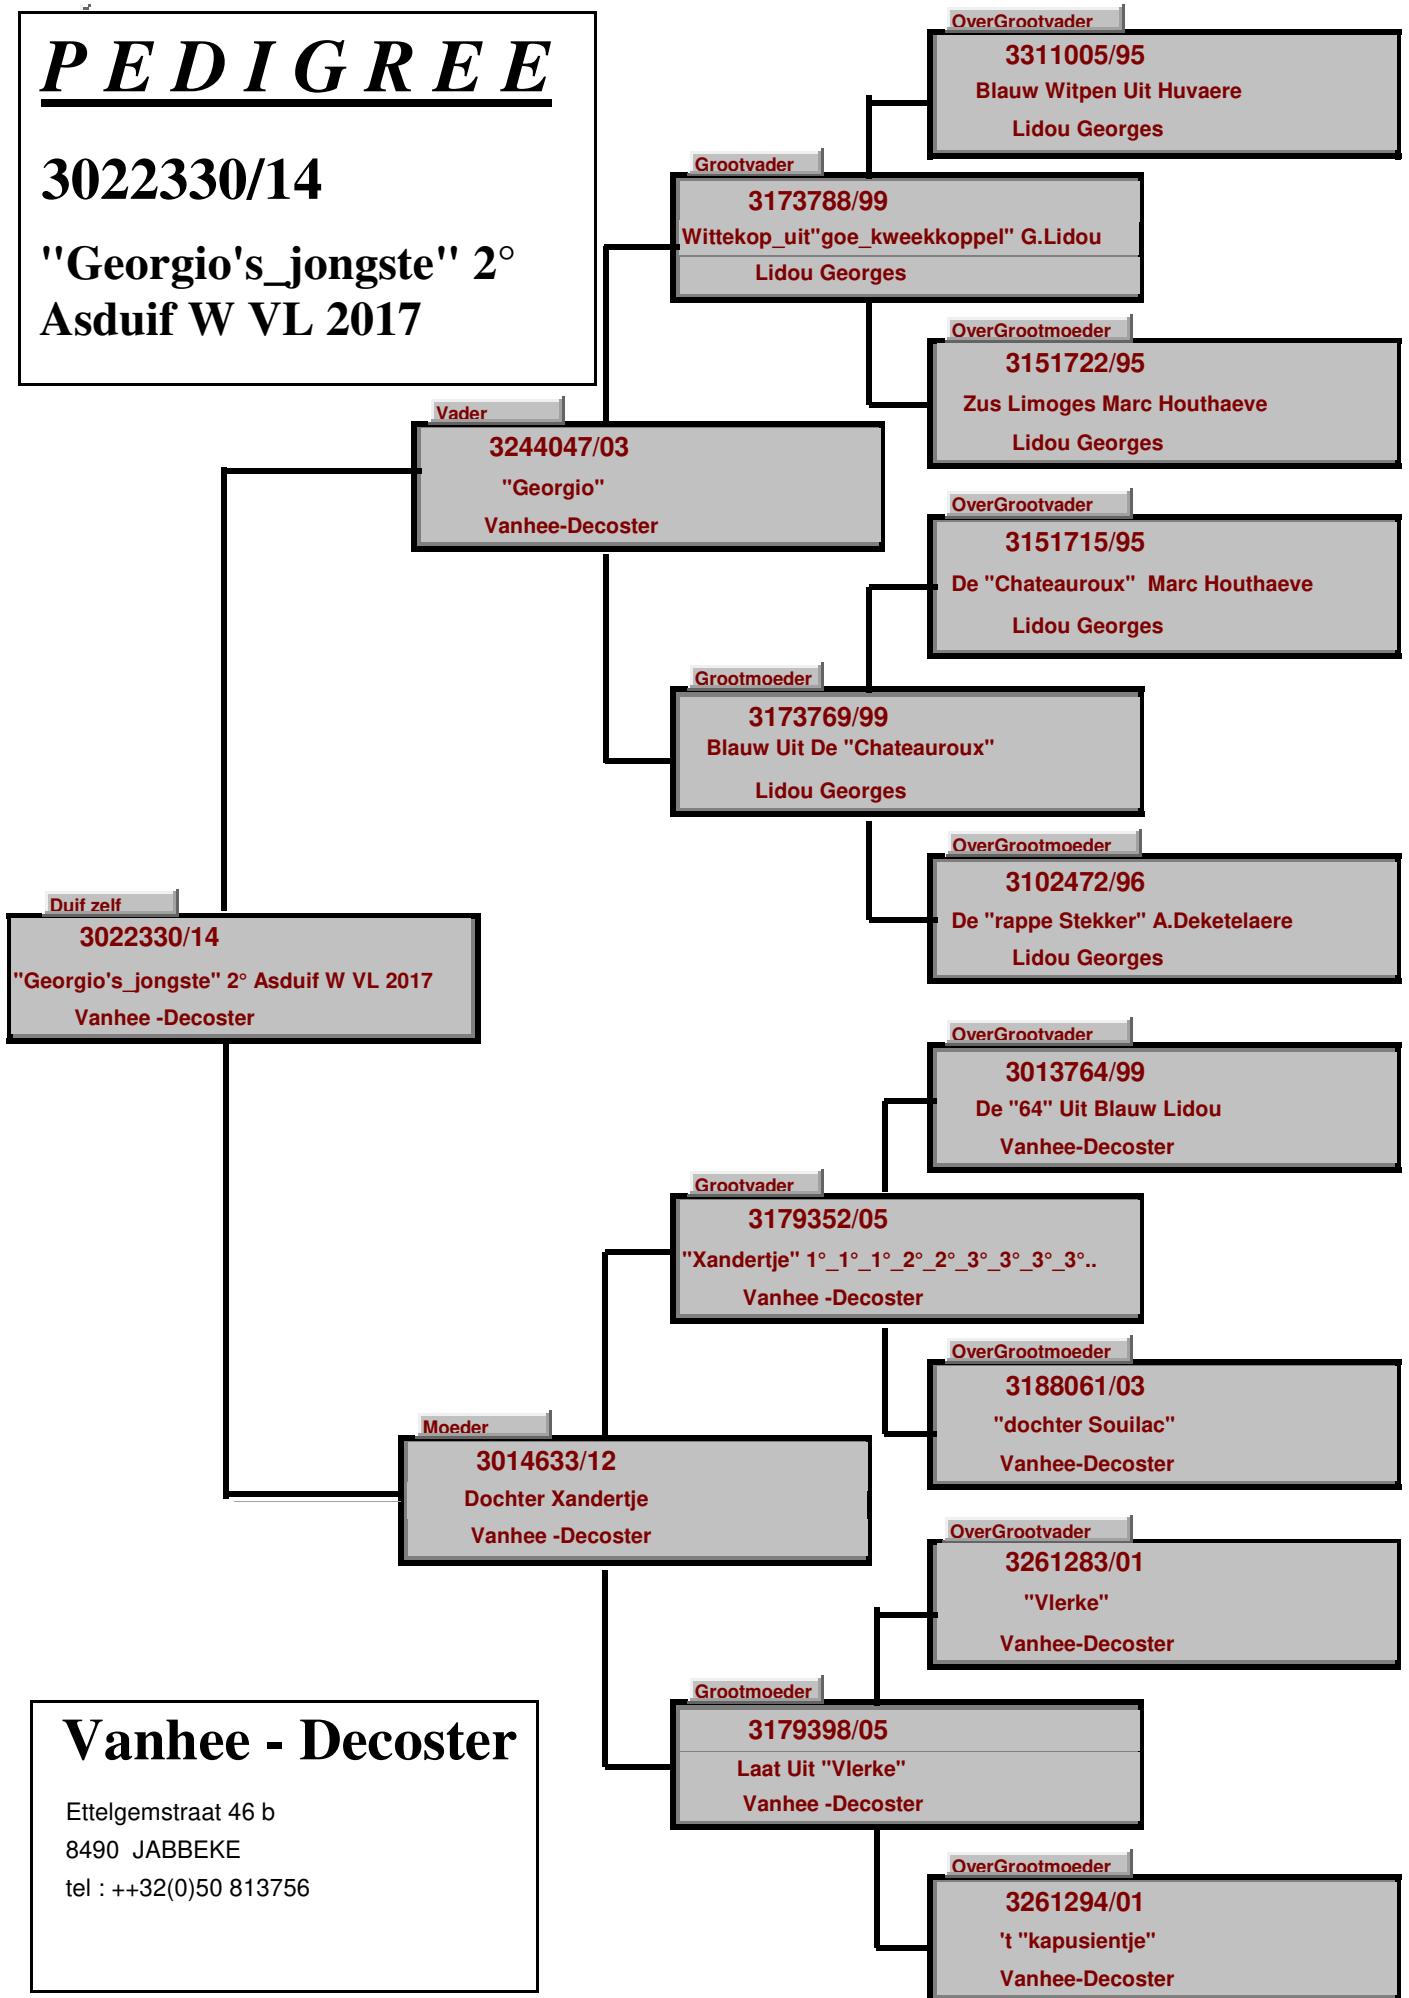 P E D I G R E E
3022330/14
"Georgio's_jongste" 2°
Asduif W VL 2017
OverGrootvader
3311005/95
Blauw Witpen Uit Huvaere
Lidou Georges
Grootvader
3173788/99
Wittekop_uit"goe_kweekkoppel" G.Lidou
Lidou Georges
OverGrootmoeder
3151722/95
Zus Limoges Marc Houthaeve
Lidou Georges
Vader
3244047/03
"Georgio"
Vanhee-Decoster
OverGrootvader
3151715/95
De "Chateauroux"  Marc Houthaeve
Lidou Georges
Grootmoeder
3173769/99
Blauw Uit De "Chateauroux"
Lidou Georges
OverGrootmoeder
3102472/96
De "rappe Stekker" A.Deketelaere
Lidou Georges
Duif zelf
3022330/14
"Georgio's_jongste" 2° Asduif W VL 2017
Vanhee -Decoster
OverGrootvader
3013764/99
De "64" Uit Blauw Lidou
Vanhee-Decoster
Grootvader
3179352/05
"Xandertje" 1°_1°_1°_2°_2°_3°_3°_3°_3°..
Vanhee -Decoster
OverGrootmoeder
3188061/03
"dochter Souilac"
Vanhee-Decoster
Moeder
3014633/12
Dochter Xandertje
Vanhee -Decoster
OverGrootvader
3261283/01
"Vlerke"
Vanhee-Decoster
Grootmoeder
3179398/05
Laat Uit "Vlerke"
Vanhee -Decoster
OverGrootmoeder
3261294/01
't "kapusientje"
Vanhee-Decoster
Vanhee - Decoster
Ettelgemstraat 46 b
8490  JABBEKE
tel : ++32(0)50 813756